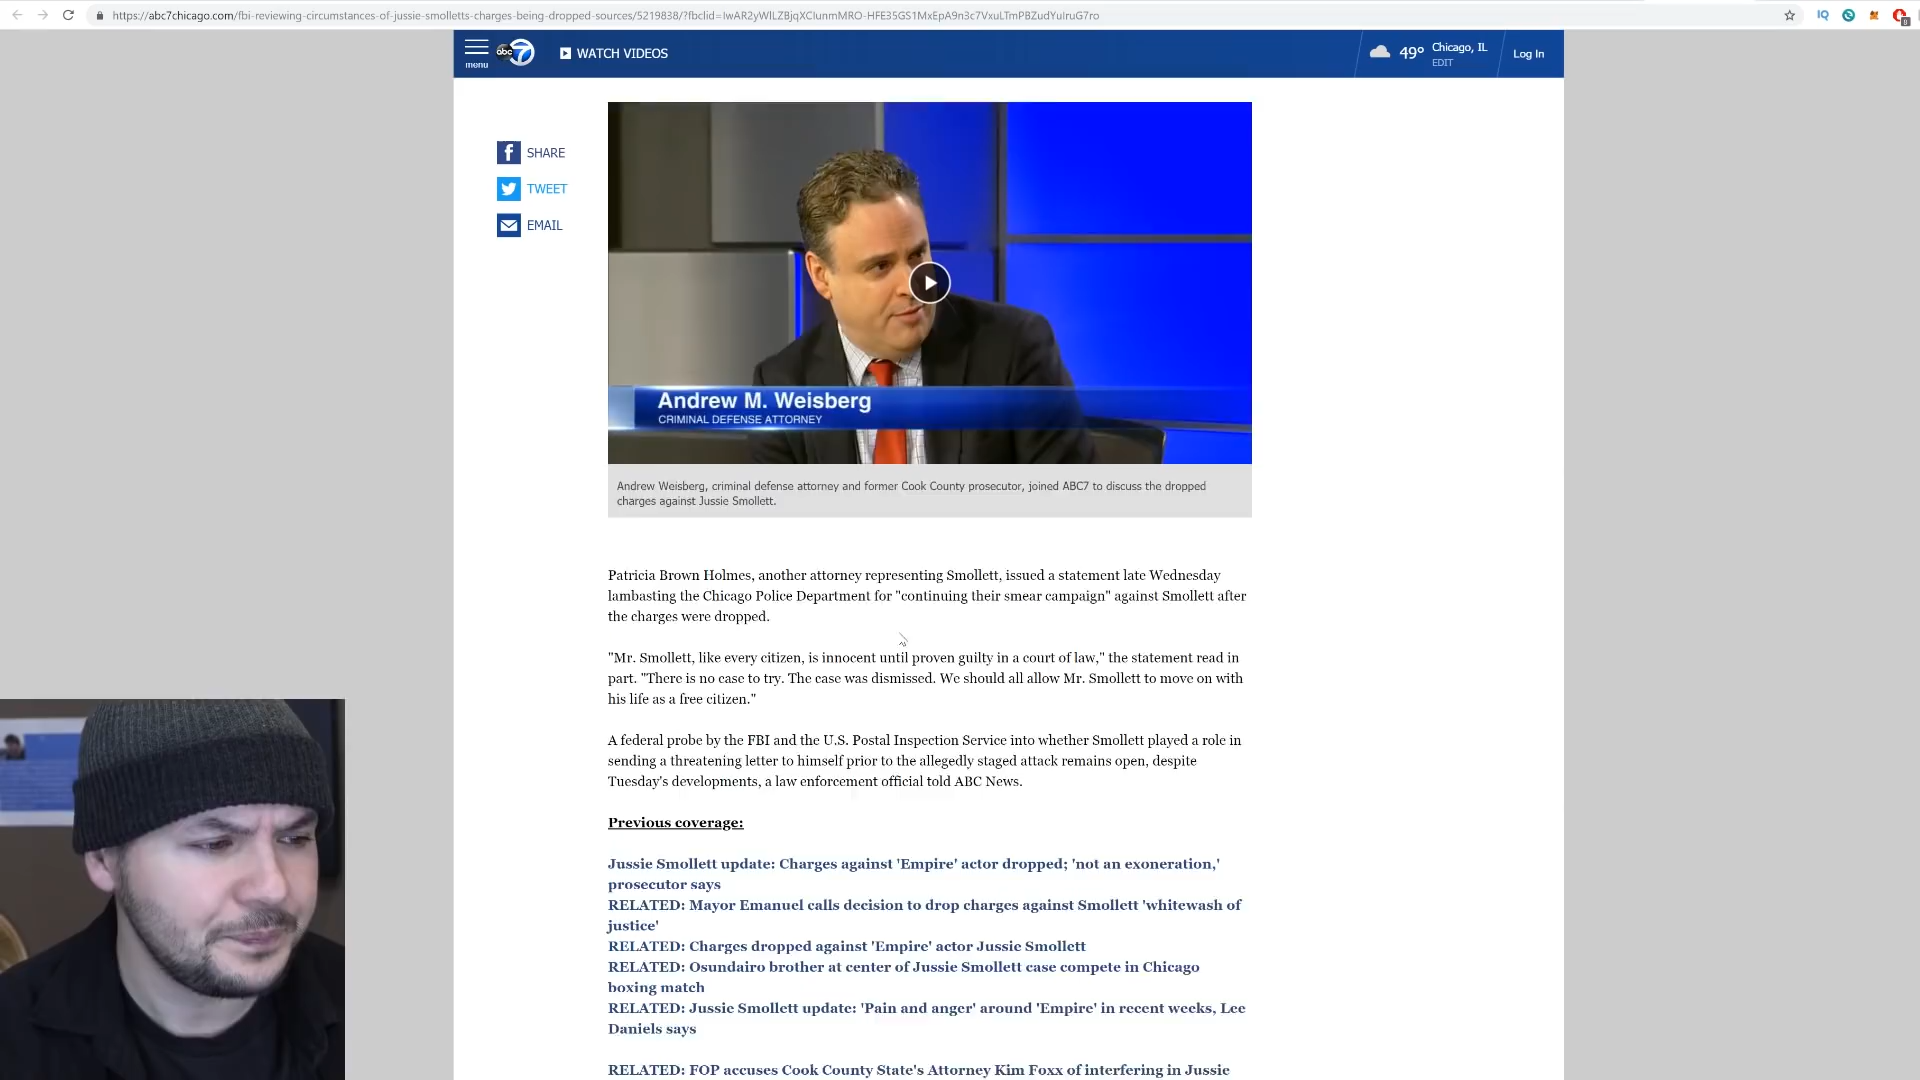 https://abc7chicago.com/fbi-reviewing-circumstances-of-jussie-smolletts-charges-being-dropped-sources/5219838/?fbclid=IwAR2yWlLZBjqXCIunmMRO-HFE35GS1MxEpA9n3c7VxuLTmPBZudYuIruG7ro
IQ
menu
abc 7
WATCH VIDEOS
49°
Chicago, IL
EDIT
Log In
SHARE
TWEET
EMAIL
Andrew M. Weisberg
CRIMINAL DEFENSE ATTORNEY
Andrew Weisberg, criminal defense attorney and former Cook County prosecutor, joined ABC7 to discuss the dropped
charges against Jussie Smollett.
Patricia Brown Holmes, another attorney representing Smollett, issued a statement late Wednesday
lambasting the Chicago Police Department for "continuing their smear campaign" against Smollett after
the charges were dropped.
"Mr. Smollett, like every citizen, is innocent until proven guilty in a court of law," the statement read in
part. "There is no case to try. The case was dismissed. We should all allow Mr. Smollett to move on with
his life as a free citizen."
A federal probe by the FBI and the U.S. Postal Inspection Service into whether Smollett played a role in
sending a threatening letter to himself prior to the allegedly staged attack remains open, despite
Tuesday's developments, a law enforcement official told ABC News.
Previous coverage:
Jussie Smollett update: Charges against 'Empire' actor dropped; 'not an exoneration,'
prosecutor says
RELATED: Mayor Emanuel calls decision to drop charges against Smollett 'whitewash of
justice'
RELATED: Charges dropped against 'Empire' actor Jussie Smollett
RELATED: Osundairo brother at center of Jussie Smollett case compete in Chicago
boxing match
RELATED: Jussie Smollett update: 'Pain and anger' around 'Empire' in recent weeks, Lee
Daniels says
RELATED: FOP accuses Cook County State's Attorney Kim Foxx of interfering in Jussie